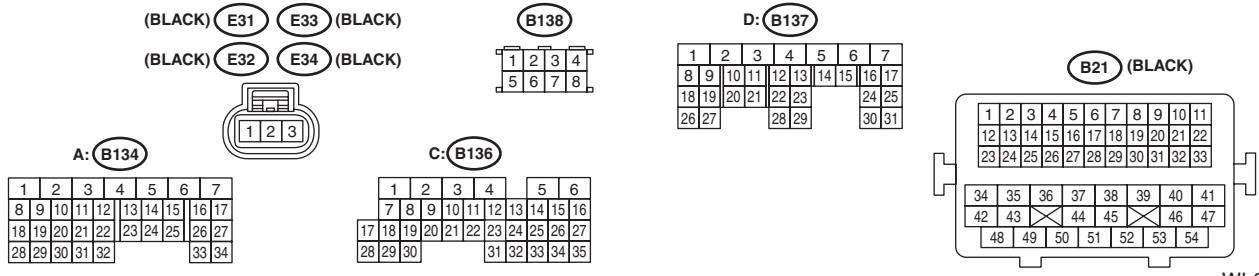 (BLACK) E31 E33 (BLACK)
(BLACK) E32 E34 (BLACK)
1 2 3
B138
1 2 3 4
5 6 7 8
D: B137
1 2 3 4 5 6 7
8 9 10 11 12 13 14 15 16 17
18 19 20 21 22 23 24 25
26 27 28 29 30 31
B21 (BLACK)
1 2 3 4 5 6 7 8 9 10 11
12 13 14 15 16 17 18 19 20 21 22
23 24 25 26 27 28 29 30 31 32 33
34 35 36 37 38 39 40 41
42 43 44 45 46 47
48 49 50 51 52 53 54
A: B134
1 2 3 4 5 6 7
8 9 10 11 12 13 14 15 16 17
18 19 20 21 22 23 24 25 26 27
28 29 30 31 32 33 34
C: B136
1 2 3 4 5 6
7 8 9 10 11 12 13 14 15 16
17 18 19 20 21 22 23 24 25 26 27
28 29 30 31 32 33 34 35